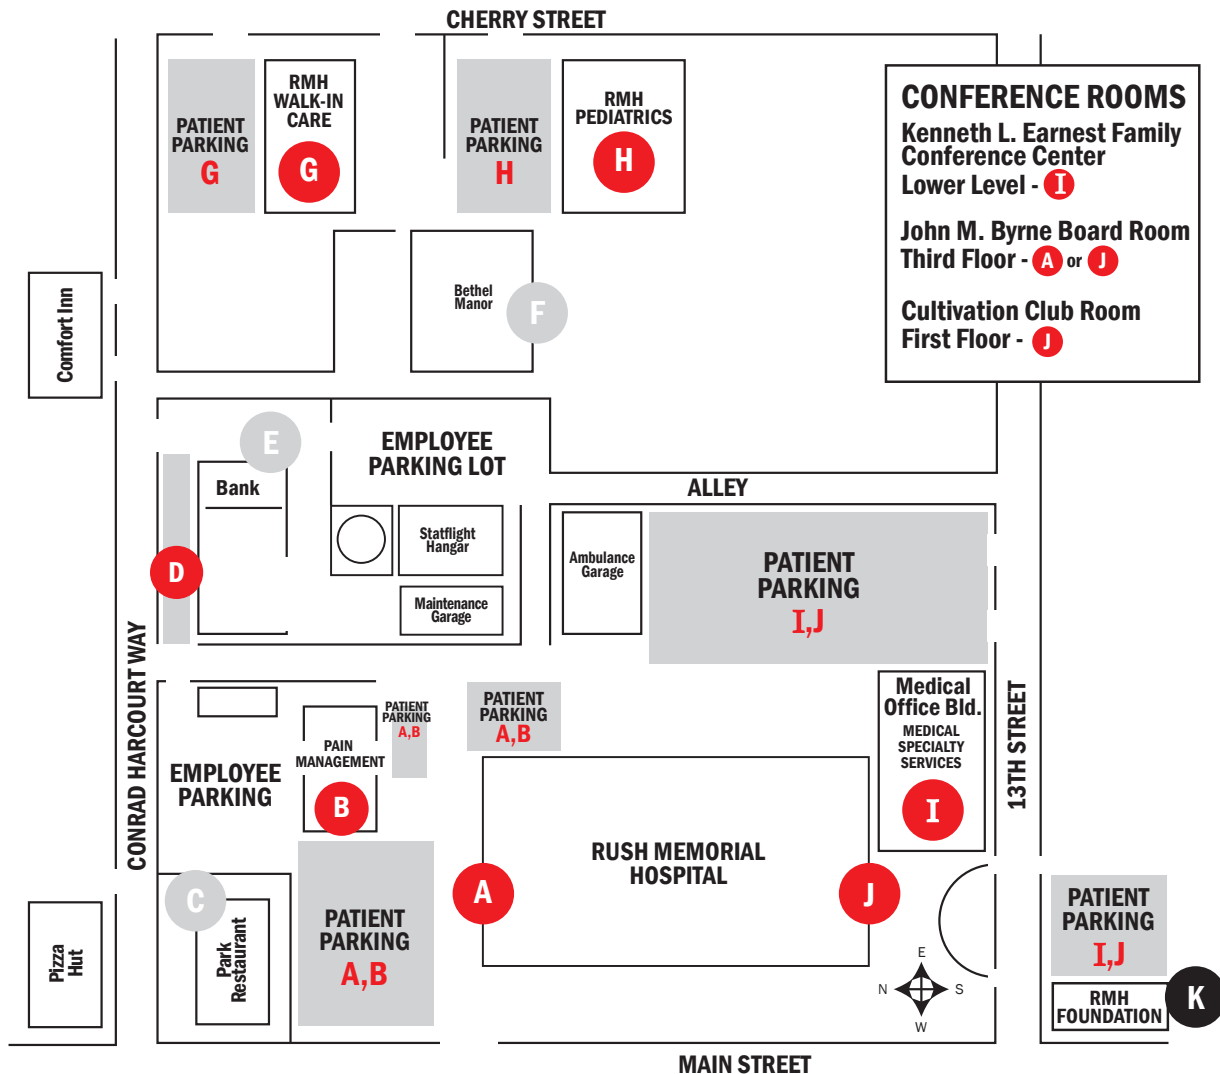 CHERRY STREET
RMH
WALK-IN
CARE
G
PATIENT
PARKING
G
PATIENT
PARKING
H
RMH
PEDIATRICS
H
CONFERENCE ROOMS
Kenneth L. Earnest Family
Conference Center
Lower Level - I
John M. Byrne Board Room
Third Floor - A or J
Cultivation Club Room
First Floor - J
Comfort Inn
Bethel
Manor
F
E
Bank
EMPLOYEE
PARKING LOT
ALLEY
D
Statflight
Hangar
Maintenance
Garage
Ambulance
Garage
PATIENT
PARKING
I,J
CONRAD HARCOURT WAY
13TH STREET
EMPLOYEE
PARKING
PAIN
MANAGEMENT
B
PATIENT
PARKING
A,B
PATIENT
PARKING
A,B
Medical
Office Bld.
MEDICAL
SPECIALTY
SERVICES
I
RUSH MEMORIAL
HOSPITAL
A
J
C
Park
Restaurant
Pizza
Hut
PATIENT
PARKING
A,B
E
N
S
W
PATIENT
PARKING
I,J
RMH
FOUNDATION
K
MAIN STREET